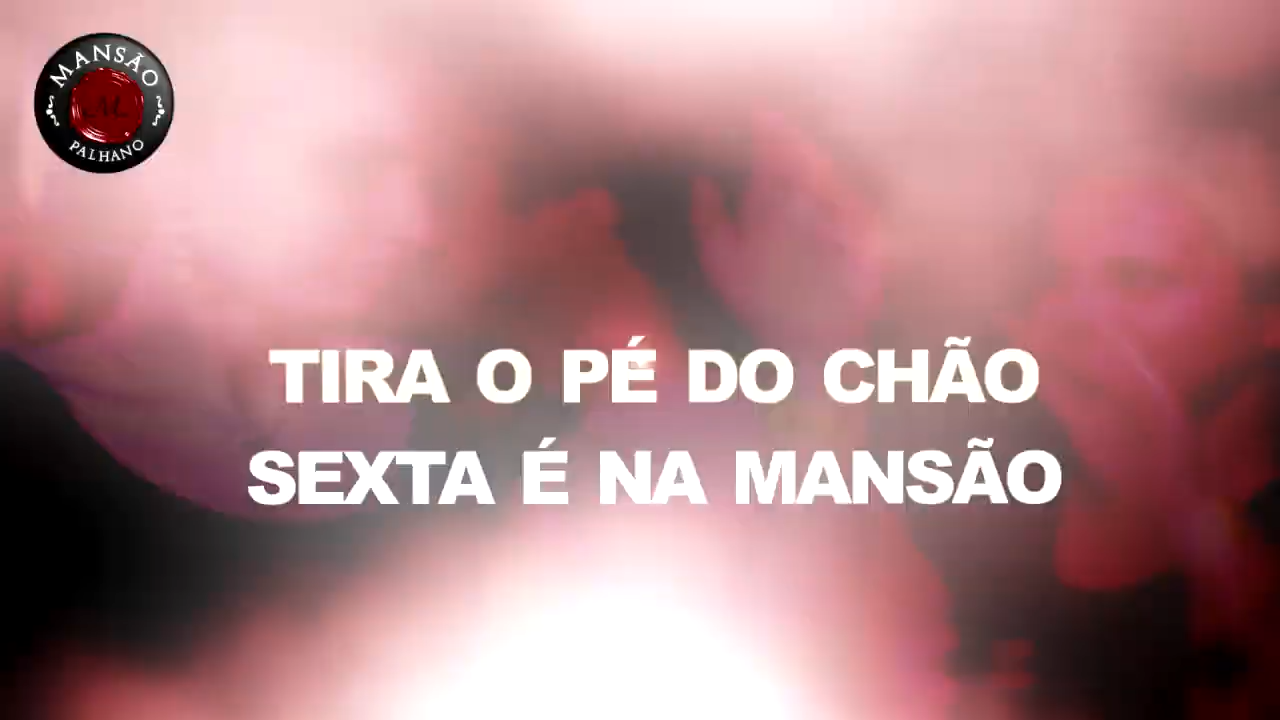 MANSÃO
PALHANO
TIRA O PÉ DO CHÃO
SEXTA É NA MANSÃO